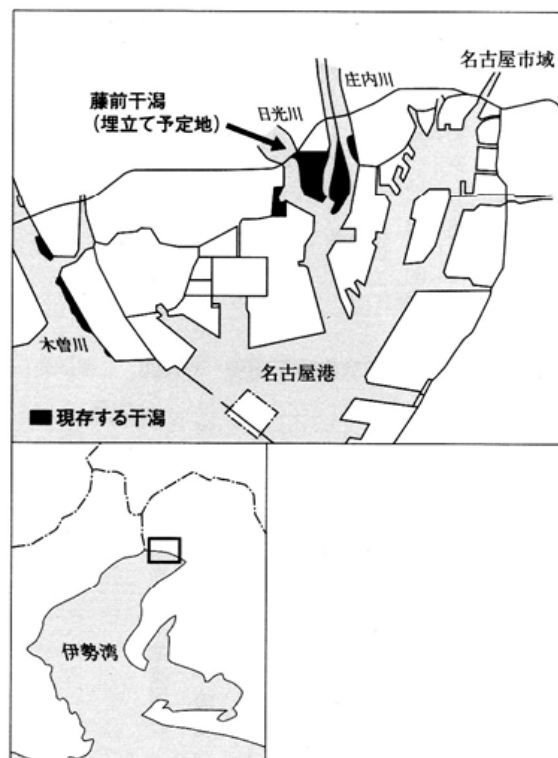 名古屋市域
庄内川
藤前干潟
(埋立て予定地)
日光川
木曽川
名古屋港
現存する干潟
伊勢湾